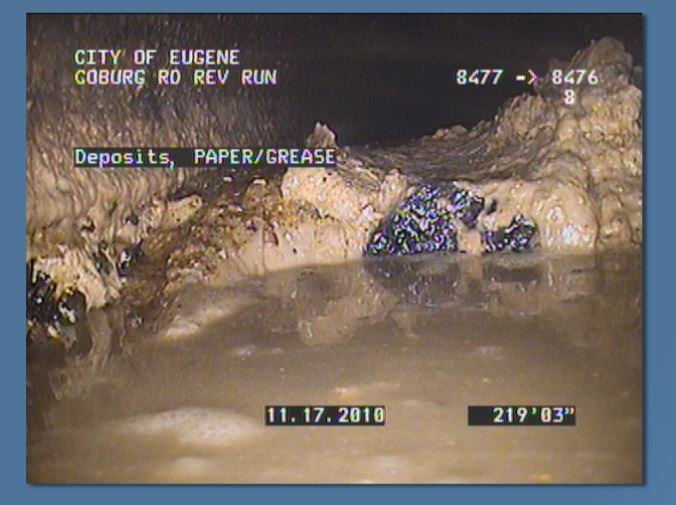 CITY OF EUGENE
COBURG RD REV RUN
8477 -> 8476
8
Deposits, PAPER/GREASE
11.17.2010
219'03"